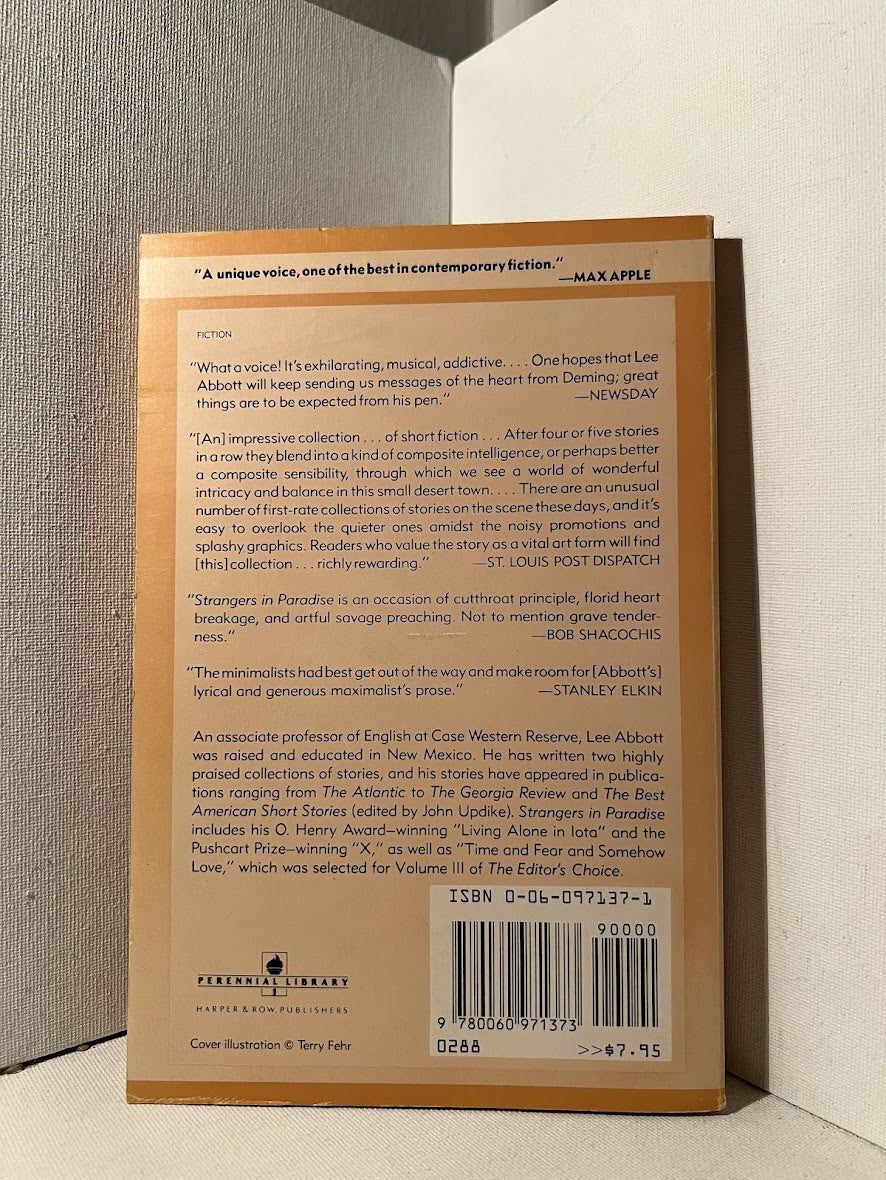 "A unique voice, one of the best in contemporary fiction."
—MAX APPLE
FICTION
"What a voice! It's exhilarating, musical, addictive. . . . One hopes that Lee
Abbott will keep sending us messages of the heart from Deming; great
things are to be expected from his pen." —NEWSDAY
"[An] impressive collection . . . of short fiction . . . After four or five stories
in a row they blend into a kind of composite intelligence, or perhaps better
a composite sensibility, through which we see a world of wonderful
intricacy and balance in this small desert town. . . . There are an unusual
number of first-rate collections of stories on the scene these days, and it's
easy to overlook the quieter ones amidst the noisy promotions and
splashy graphics. Readers who value the story as a vital art form will find
[this] collection . . . richly rewarding." —ST. LOUIS POST DISPATCH
"Strangers in Paradise is an occasion of cutthroat principle, florid heart
breakage, and artful savage preaching. Not to mention grave tender-
ness." —BOB SHACOCHIS
"The minimalists had best get out of the way and make room for [Abbott's]
lyrical and generous maximalist's prose." —STANLEY ELKIN
An associate professor of English at Case Western Reserve, Lee Abbott
was raised and educated in New Mexico. He has written two highly
praised collections of stories, and his stories have appeared in publica-
tions ranging from The Atlantic to The Georgia Review and The Best
American Short Stories (edited by John Updike). Strangers in Paradise
includes his O. Henry Award–winning "Living Alone in Iota" and the
Pushcart Prize–winning "X," as well as "Time and Fear and Somehow
Love," which was selected for Volume III of The Editor's Choice.
ISBN 0-06-097137-1
90000
9 780060 971373
0288 >>$7.95
PERENNIAL LIBRARY
HARPER & ROW, PUBLISHERS
Cover illustration © Terry Fehr